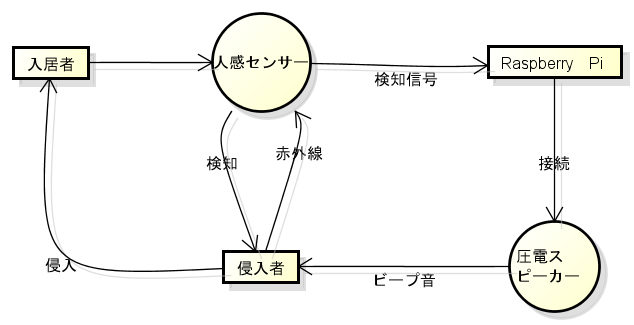 入居者
人感センサー
検知信号
Raspberry Pi
検知
赤外線
接続
侵入
侵入者
ビープ音
圧電ス
ピーカー